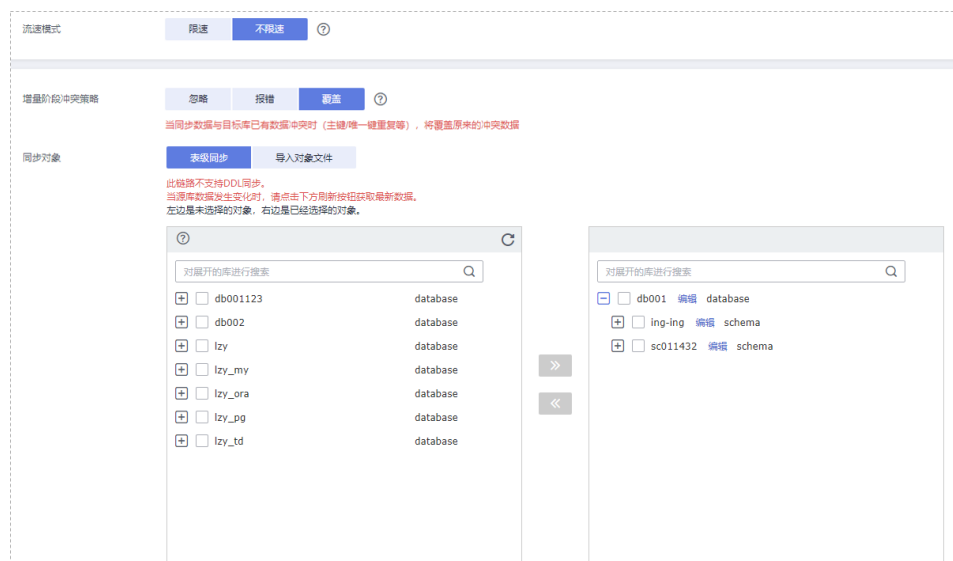 流速模式 限速 不限速 ?
增量阶段冲突策略 忽略 报错 覆盖 ?
当同步数据与目标库已有数据冲突时（主键/唯一键重复等），将覆盖原来的冲突数据
同步对象 表级同步 导入对象文件
此链路不支持DDL同步。
当源库数据发生变化时，请点击下方刷新按钮获取最新数据。
左边是未选择的对象，右边是已经选择的对象。
?
对展开的库进行搜索
db001123 database
db002 database
lzy database
lzy_my database
lzy_ora database
lzy_pg database
lzy_td database
对展开的库进行搜索
db001 编辑 database
ing-ing 编辑 schema
sc011432 编辑 schema